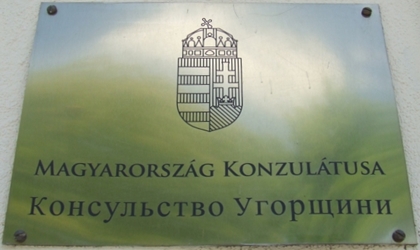 Magyarország Konzulátusa
Консульство Угорщини